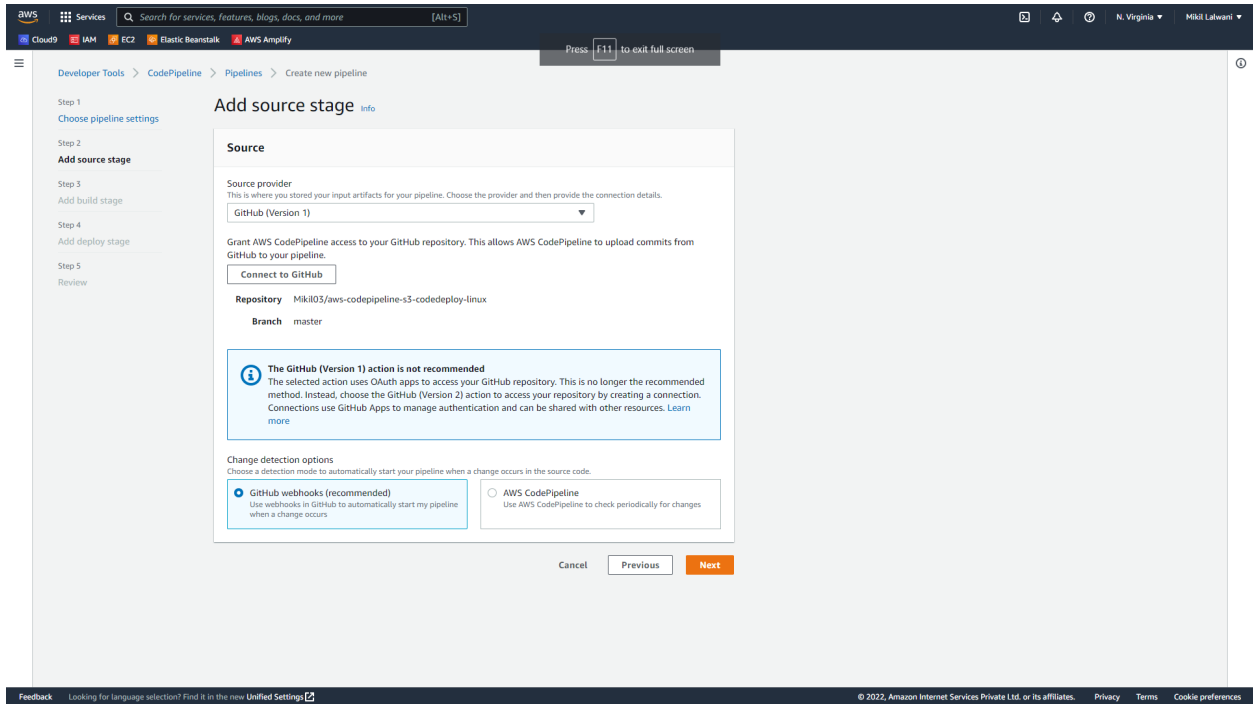 aws Services Search for services, features, blogs, docs, and more [Alt+S] N. Virginia ▼ Mikil Lalwani ▼
Cloud9 IAM EC2 Elastic Beanstalk AWS Amplify
Press F11 to exit full screen
Developer Tools > CodePipeline > Pipelines > Create new pipeline
Step 1
Choose pipeline settings
Step 2
Add source stage
Step 3
Add build stage
Step 4
Add deploy stage
Step 5
Review
Add source stage Info
Source
Source provider
This is where you stored your input artifacts for your pipeline. Choose the provider and then provide the connection details.
GitHub (Version 1)
Grant AWS CodePipeline access to your GitHub repository. This allows AWS CodePipeline to upload commits from
GitHub to your pipeline.
Connect to GitHub
Repository Mikil03/aws-codepipeline-s3-codedeploy-linux
Branch master
The GitHub (Version 1) action is not recommended
The selected action uses OAuth apps to access your GitHub repository. This is no longer the recommended
method. Instead, choose the GitHub (Version 2) action to access your repository by creating a connection.
Connections use GitHub Apps to manage authentication and can be shared with other resources. Learn
more
Change detection options
Choose a detection mode to automatically start your pipeline when a change occurs in the source code.
GitHub webhooks (recommended)
Use webhooks in GitHub to automatically start my pipeline
when a change occurs
AWS CodePipeline
Use AWS CodePipeline to check periodically for changes
Cancel Previous Next
Feedback Looking for language selection? Find it in the new Unified Settings © 2022, Amazon Internet Services Private Ltd. or its affiliates. Privacy Terms Cookie preferences